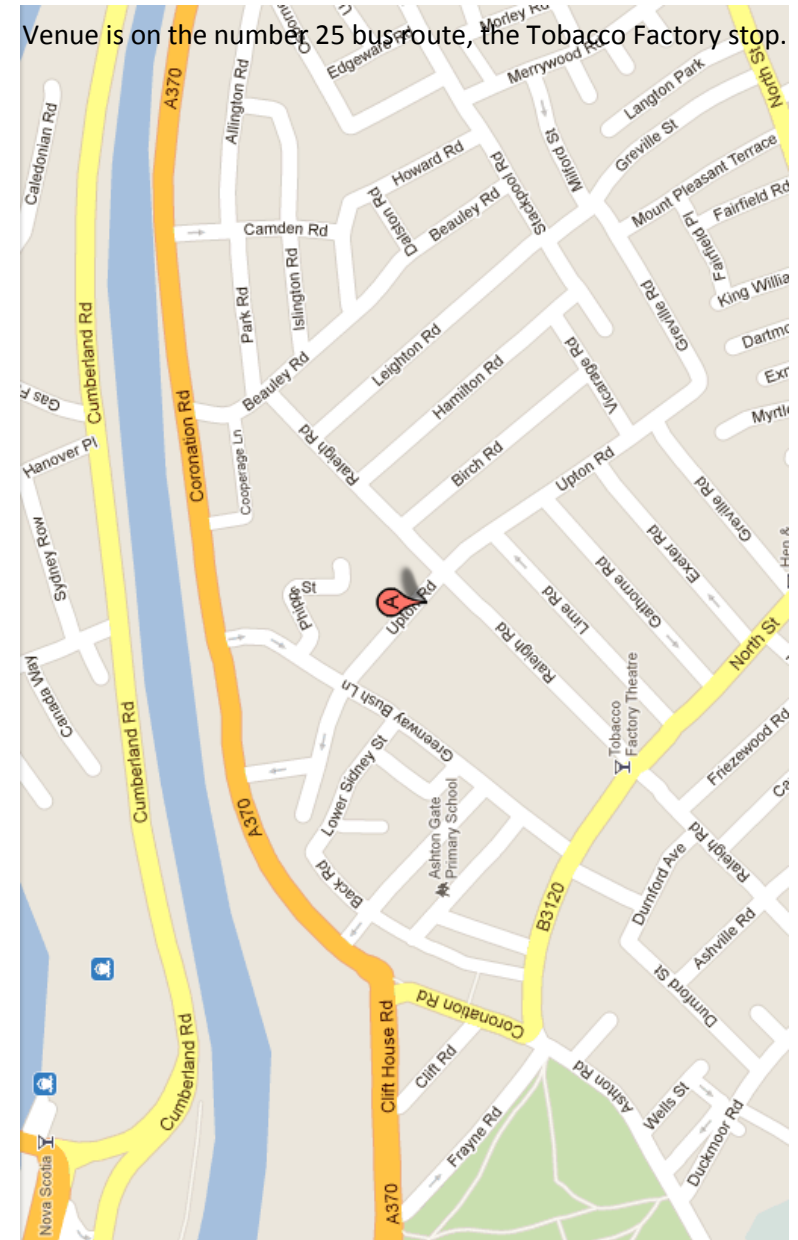 Venue is on the number 25 bus route, the Tobacco Factory stop.
Morley Rd
Edgeware Rd
Merrywood Rd
North St
Langton Park
A370
Allington Rd
Caledonian Rd
Milford St
Greville St
Howard Rd
Stackpool Rd
Mount Pleasant Terrace
Dalston Rd
Beauley Rd
Fairfield Rd
Fairfield Pl
Camden Rd
Islington Rd
Park Rd
King Willia
Cumberland Rd
Greville Rd
Leighton Rd
Dartmo
Beauley Rd
Hamilton Rd
Vicarage Rd
Gas F
Coronation Rd
Myrtle
Hanover Pl
Cooperage Ln
Raleigh Rd
Birch Rd
Upton Rd
Greville Rd
Sydney Row
Exeter Rd
Phipps St
A
Upton Rd
Lime Rd
Gathorne Rd
Raleigh Rd
North St
Canada Way
Greenway Bush Ln
Tobacco
Factory Theatre
Friezewood Rd
Cumberland Rd
Lower Sidney St
A370
Ashton Gate
Primary School
Raleigh Rd
Back Rd
B3120
Durnford Ave
Ashville Rd
Durnford St
Coronation Rd
Cumberland Rd
Clift House Rd
Clift Rd
Ashton Rd
Wells St
Frayne Rd
Duckmoor Rd
Nova Scotia
A370